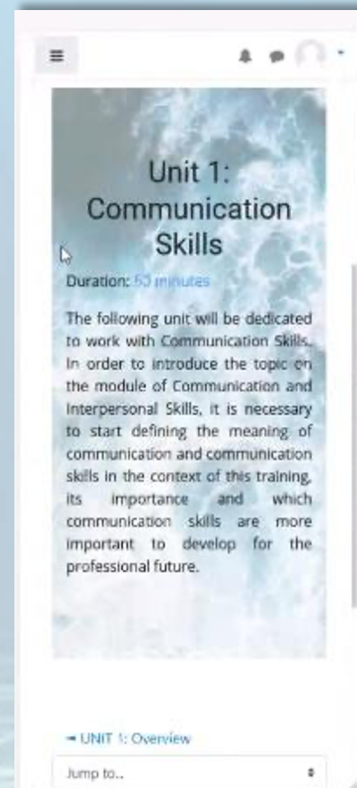 Unit 1:
Communication
Skills
Duration: 50 minutes
The following unit will be dedicated
to work with Communication Skills.
In order to introduce the topic on
the module of Communication and
Interpersonal Skills, it is necessary
to start defining the meaning of
communication and communication
skills in the context of this training,
its importance and which
communication skills are more
important to develop for the
professional future.
◄ UNIT 1: Overview
Jump to...